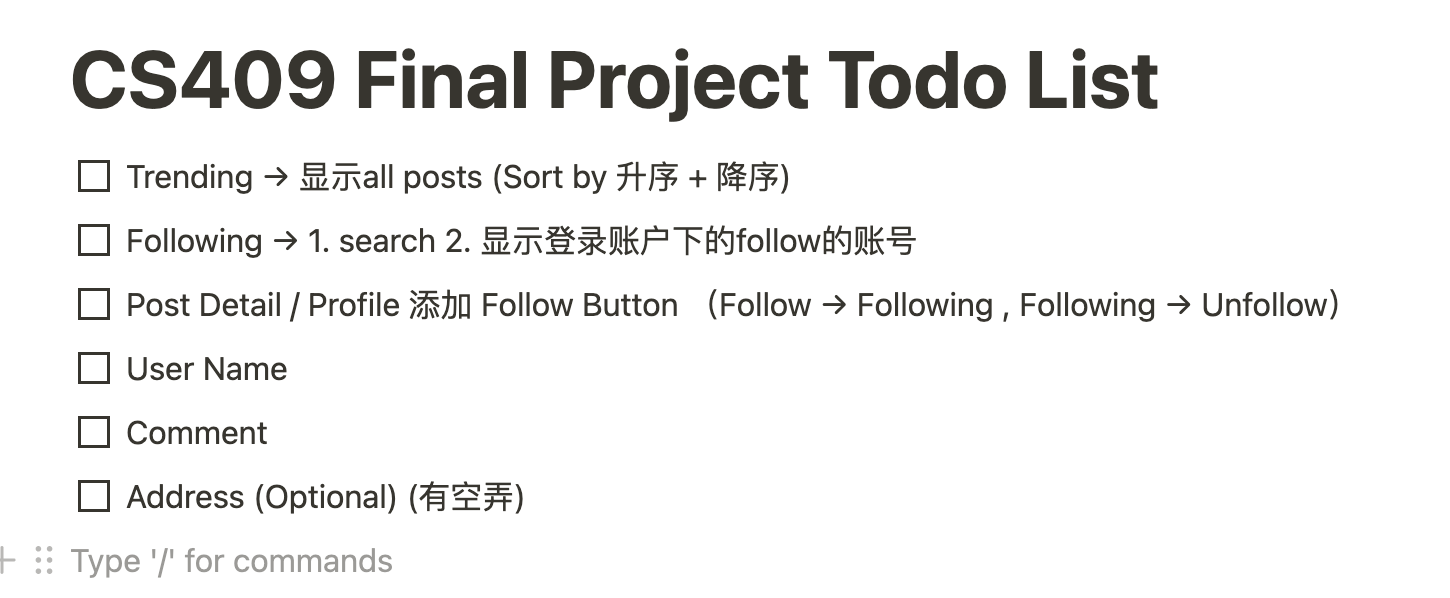 CS409 Final Project Todo List
Trending → 显示all posts (Sort by 升序 + 降序)
Following → 1. search 2. 显示登录账户下的follow的账号
Post Detail / Profile 添加 Follow Button （Follow → Following , Following → Unfollow）
User Name
Comment
Address (Optional) (有空弄)
Type '/' for commands